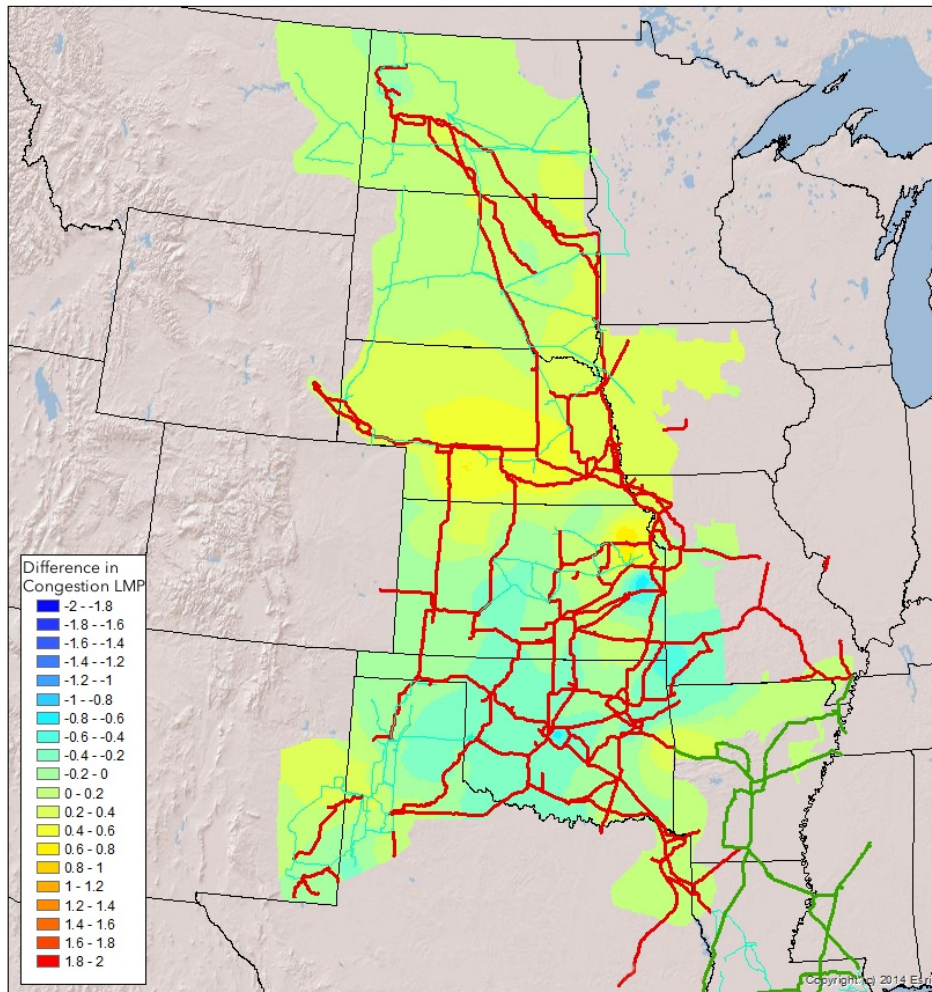 Difference in
Congestion LMP
-2 - -1.8
-1.8 - -1.6
-1.6 - -1.4
-1.4 - -1.2
-1.2 - -1
-1 - -0.8
-0.8 - -0.6
-0.6 - -0.4
-0.4 - -0.2
-0.2 - 0
0 - 0.2
0.2 - 0.4
0.4 - 0.6
0.6 - 0.8
0.8 - 1
1 - 1.2
1.2 - 1.4
1.4 - 1.6
1.6 - 1.8
1.8 - 2
Copyright:(c) 2014 Esri